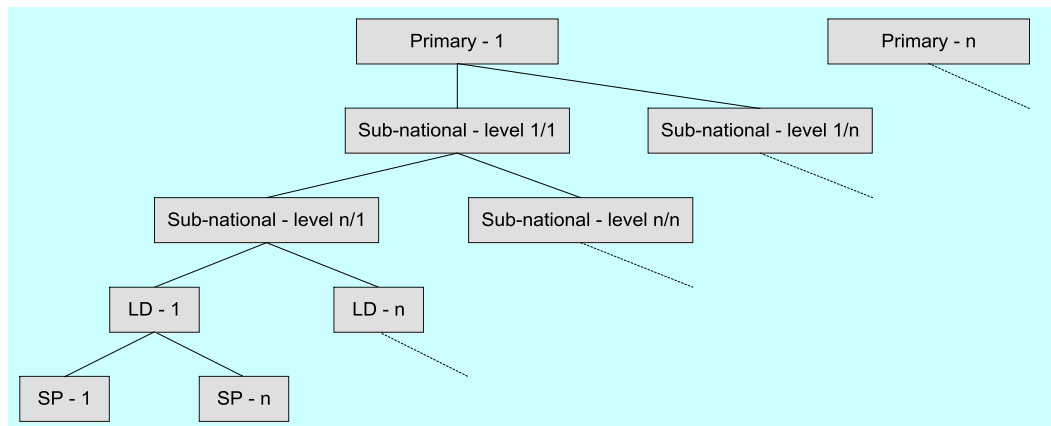 Primary - 1
Primary - n
Sub-national - level 1/1
Sub-national - level 1/n
Sub-national - level n/1
Sub-national - level n/n
LD - 1
LD - n
SP - 1
SP - n